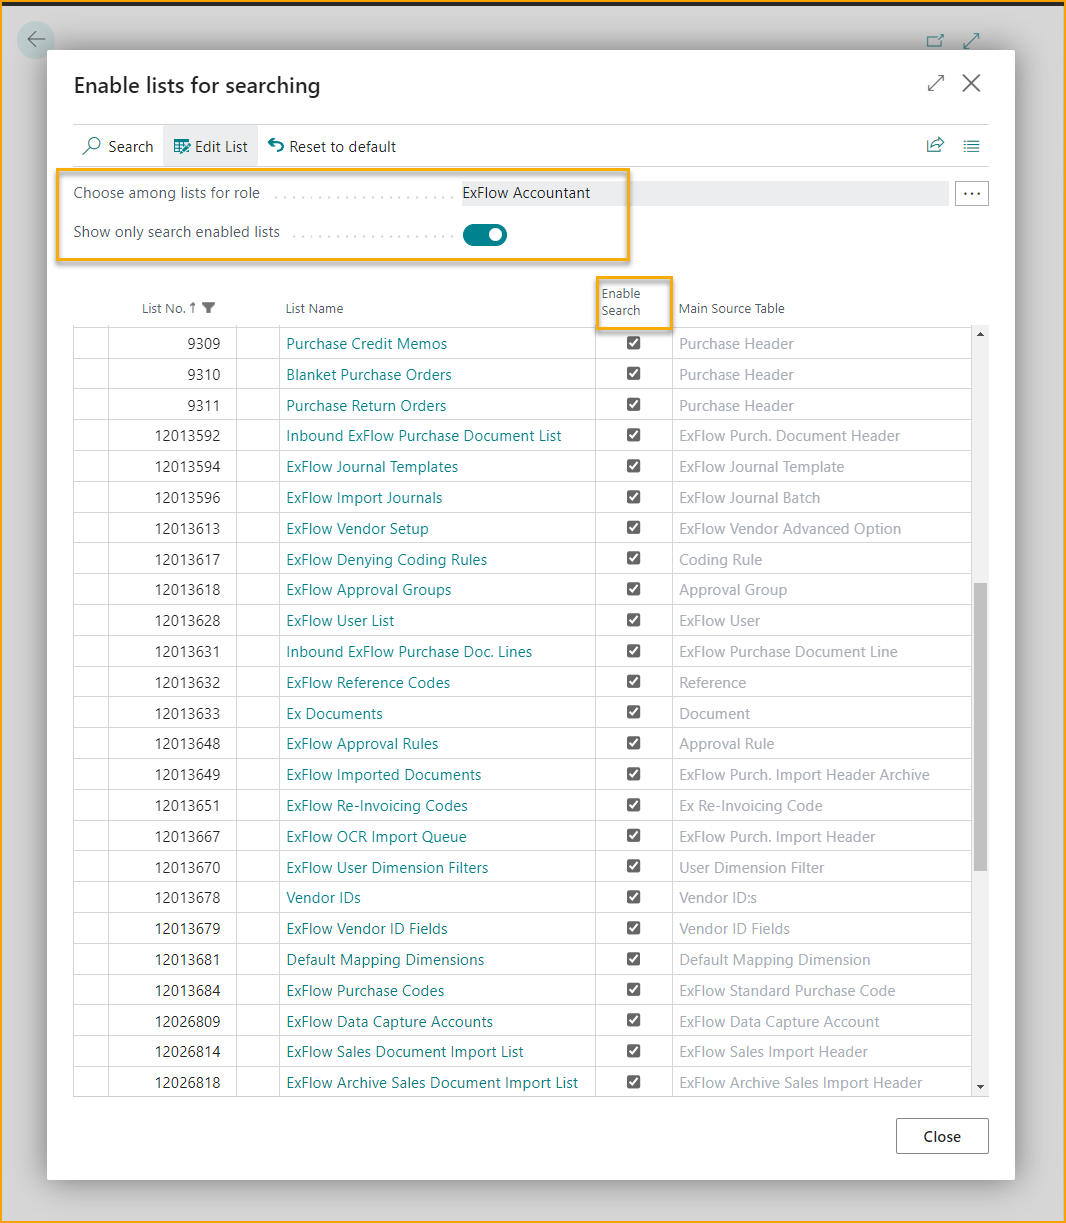 Enable lists for searching
Search Edit List Reset to default
Choose among lists for role ExFlow Accountant ...
Show only search enabled lists
List No. ↑ List Name Enable Search Main Source Table
9309 Purchase Credit Memos Purchase Header
9310 Blanket Purchase Orders Purchase Header
9311 Purchase Return Orders Purchase Header
12013592 Inbound ExFlow Purchase Document List ExFlow Purch. Document Header
12013594 ExFlow Journal Templates ExFlow Journal Template
12013596 ExFlow Import Journals ExFlow Journal Batch
12013613 ExFlow Vendor Setup ExFlow Vendor Advanced Option
12013617 ExFlow Denying Coding Rules Coding Rule
12013618 ExFlow Approval Groups Approval Group
12013628 ExFlow User List ExFlow User
12013631 Inbound ExFlow Purchase Doc. Lines ExFlow Purchase Document Line
12013632 ExFlow Reference Codes Reference
12013633 Ex Documents Document
12013648 ExFlow Approval Rules Approval Rule
12013649 ExFlow Imported Documents ExFlow Purch. Import Header Archive
12013651 ExFlow Re-Invoicing Codes Ex Re-Invoicing Code
12013667 ExFlow OCR Import Queue ExFlow Purch. Import Header
12013670 ExFlow User Dimension Filters User Dimension Filter
12013678 Vendor IDs Vendor ID:s
12013679 ExFlow Vendor ID Fields Vendor ID Fields
12013681 Default Mapping Dimensions Default Mapping Dimension
12013684 ExFlow Purchase Codes ExFlow Standard Purchase Code
12026809 ExFlow Data Capture Accounts ExFlow Data Capture Account
12026814 ExFlow Sales Document Import List ExFlow Sales Import Header
12026818 ExFlow Archive Sales Document Import List ExFlow Archive Sales Import Header
Close